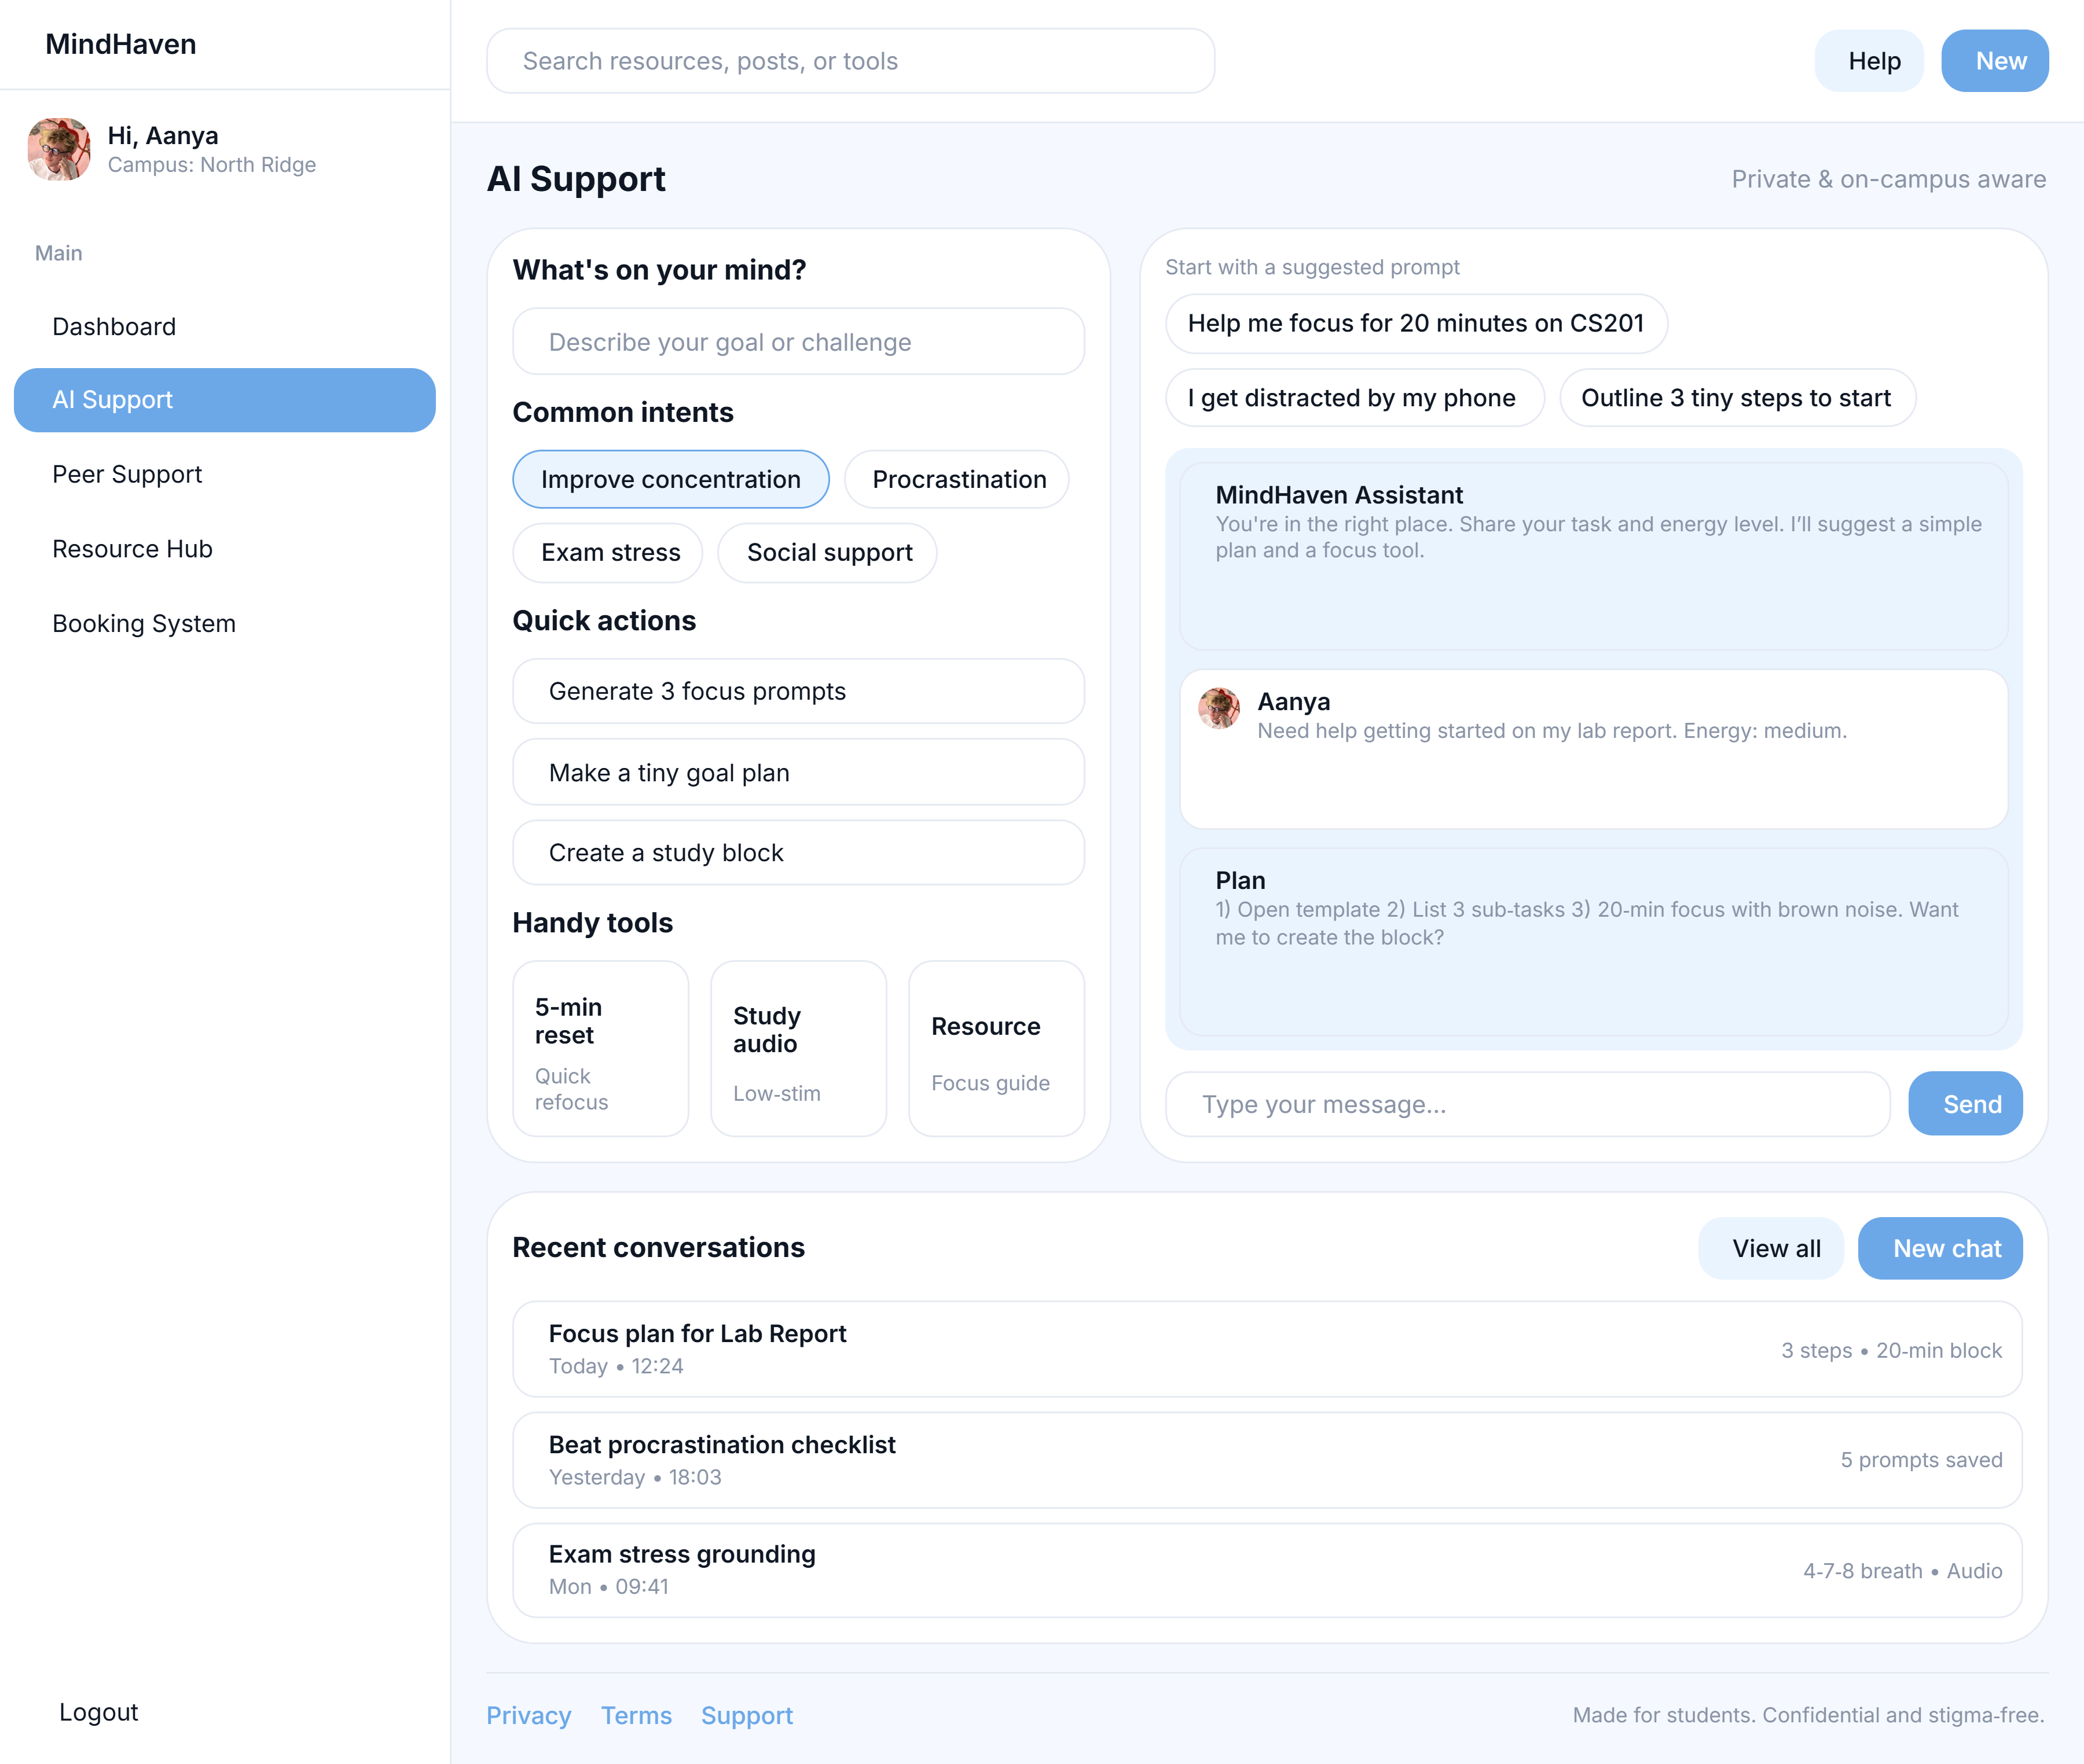 MindHaven
Hi, Aanya
Campus: North Ridge
Main
Dashboard
AI Support
Peer Support
Resource Hub
Booking System
Logout
Search resources, posts, or tools
Help
New
AI Support
Private & on-campus aware
What's on your mind?
Describe your goal or challenge
Common intents
Improve concentration
Procrastination
Exam stress
Social support
Quick actions
Generate 3 focus prompts
Make a tiny goal plan
Create a study block
Handy tools
5-min
reset
Quick
refocus
Study
audio
Low-stim
Resource
Focus guide
Start with a suggested prompt
Help me focus for 20 minutes on CS201
I get distracted by my phone
Outline 3 tiny steps to start
MindHaven Assistant
You're in the right place. Share your task and energy level. I’ll suggest a simple
plan and a focus tool.
Aanya
Need help getting started on my lab report. Energy: medium.
Plan
1) Open template 2) List 3 sub-tasks 3) 20-min focus with brown noise. Want
me to create the block?
Type your message...
Send
Recent conversations
View all
New chat
Focus plan for Lab Report
Today • 12:24
3 steps • 20-min block
Beat procrastination checklist
Yesterday • 18:03
5 prompts saved
Exam stress grounding
Mon • 09:41
4-7-8 breath • Audio
Privacy
Terms
Support
Made for students. Confidential and stigma-free.